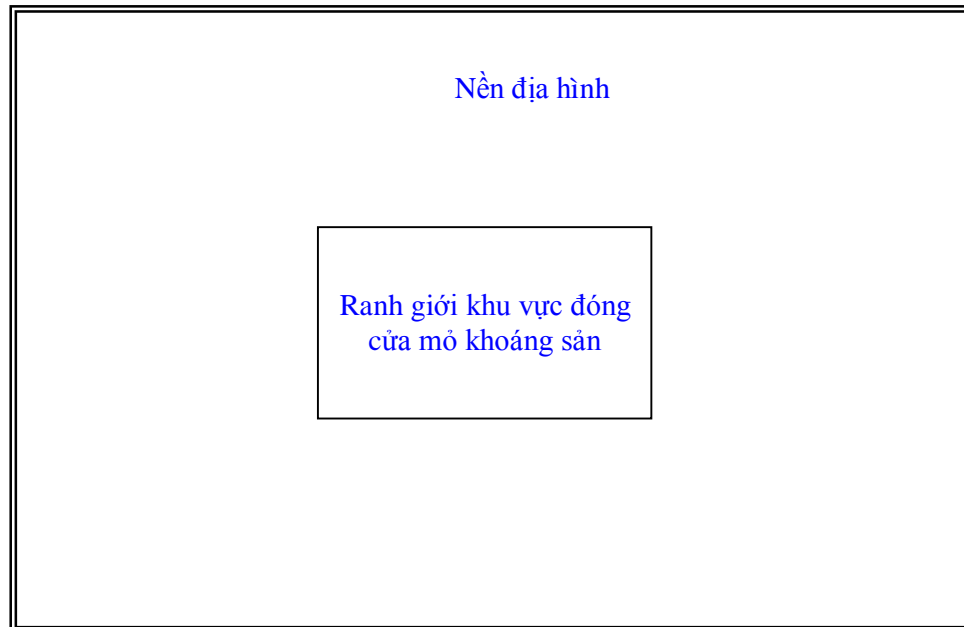 Nền địa hình
Ranh giới khu vực đóng
cửa mỏ khoáng sản